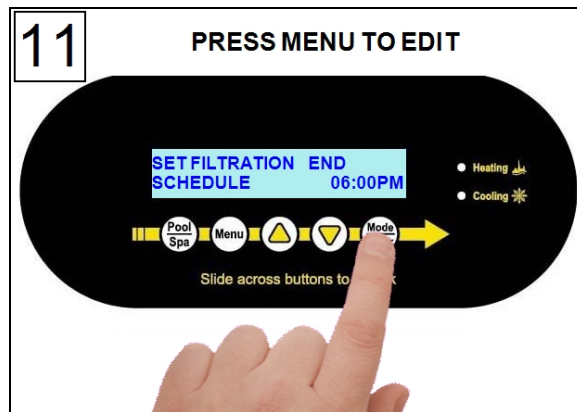 11
PRESS MENU TO EDIT
SET FILTRATION END
SCHEDULE 06:00PM
Heating
Cooling
Pool
Spa
Menu
Mode
Slide across buttons to